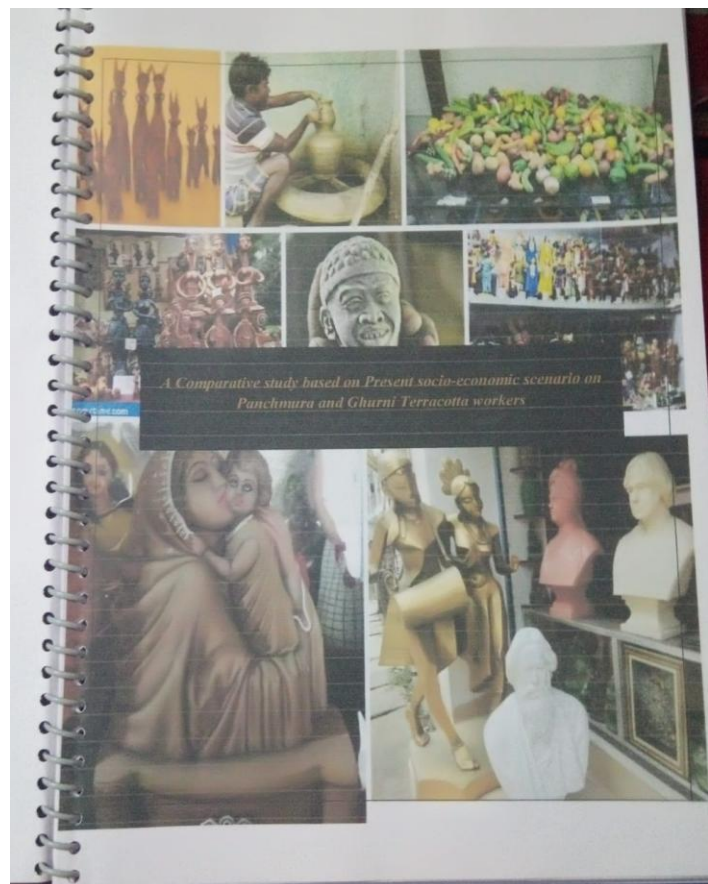 A Comparative study based on Present socio-economic scenario on
Panchmura and Ghurni Terracotta workers